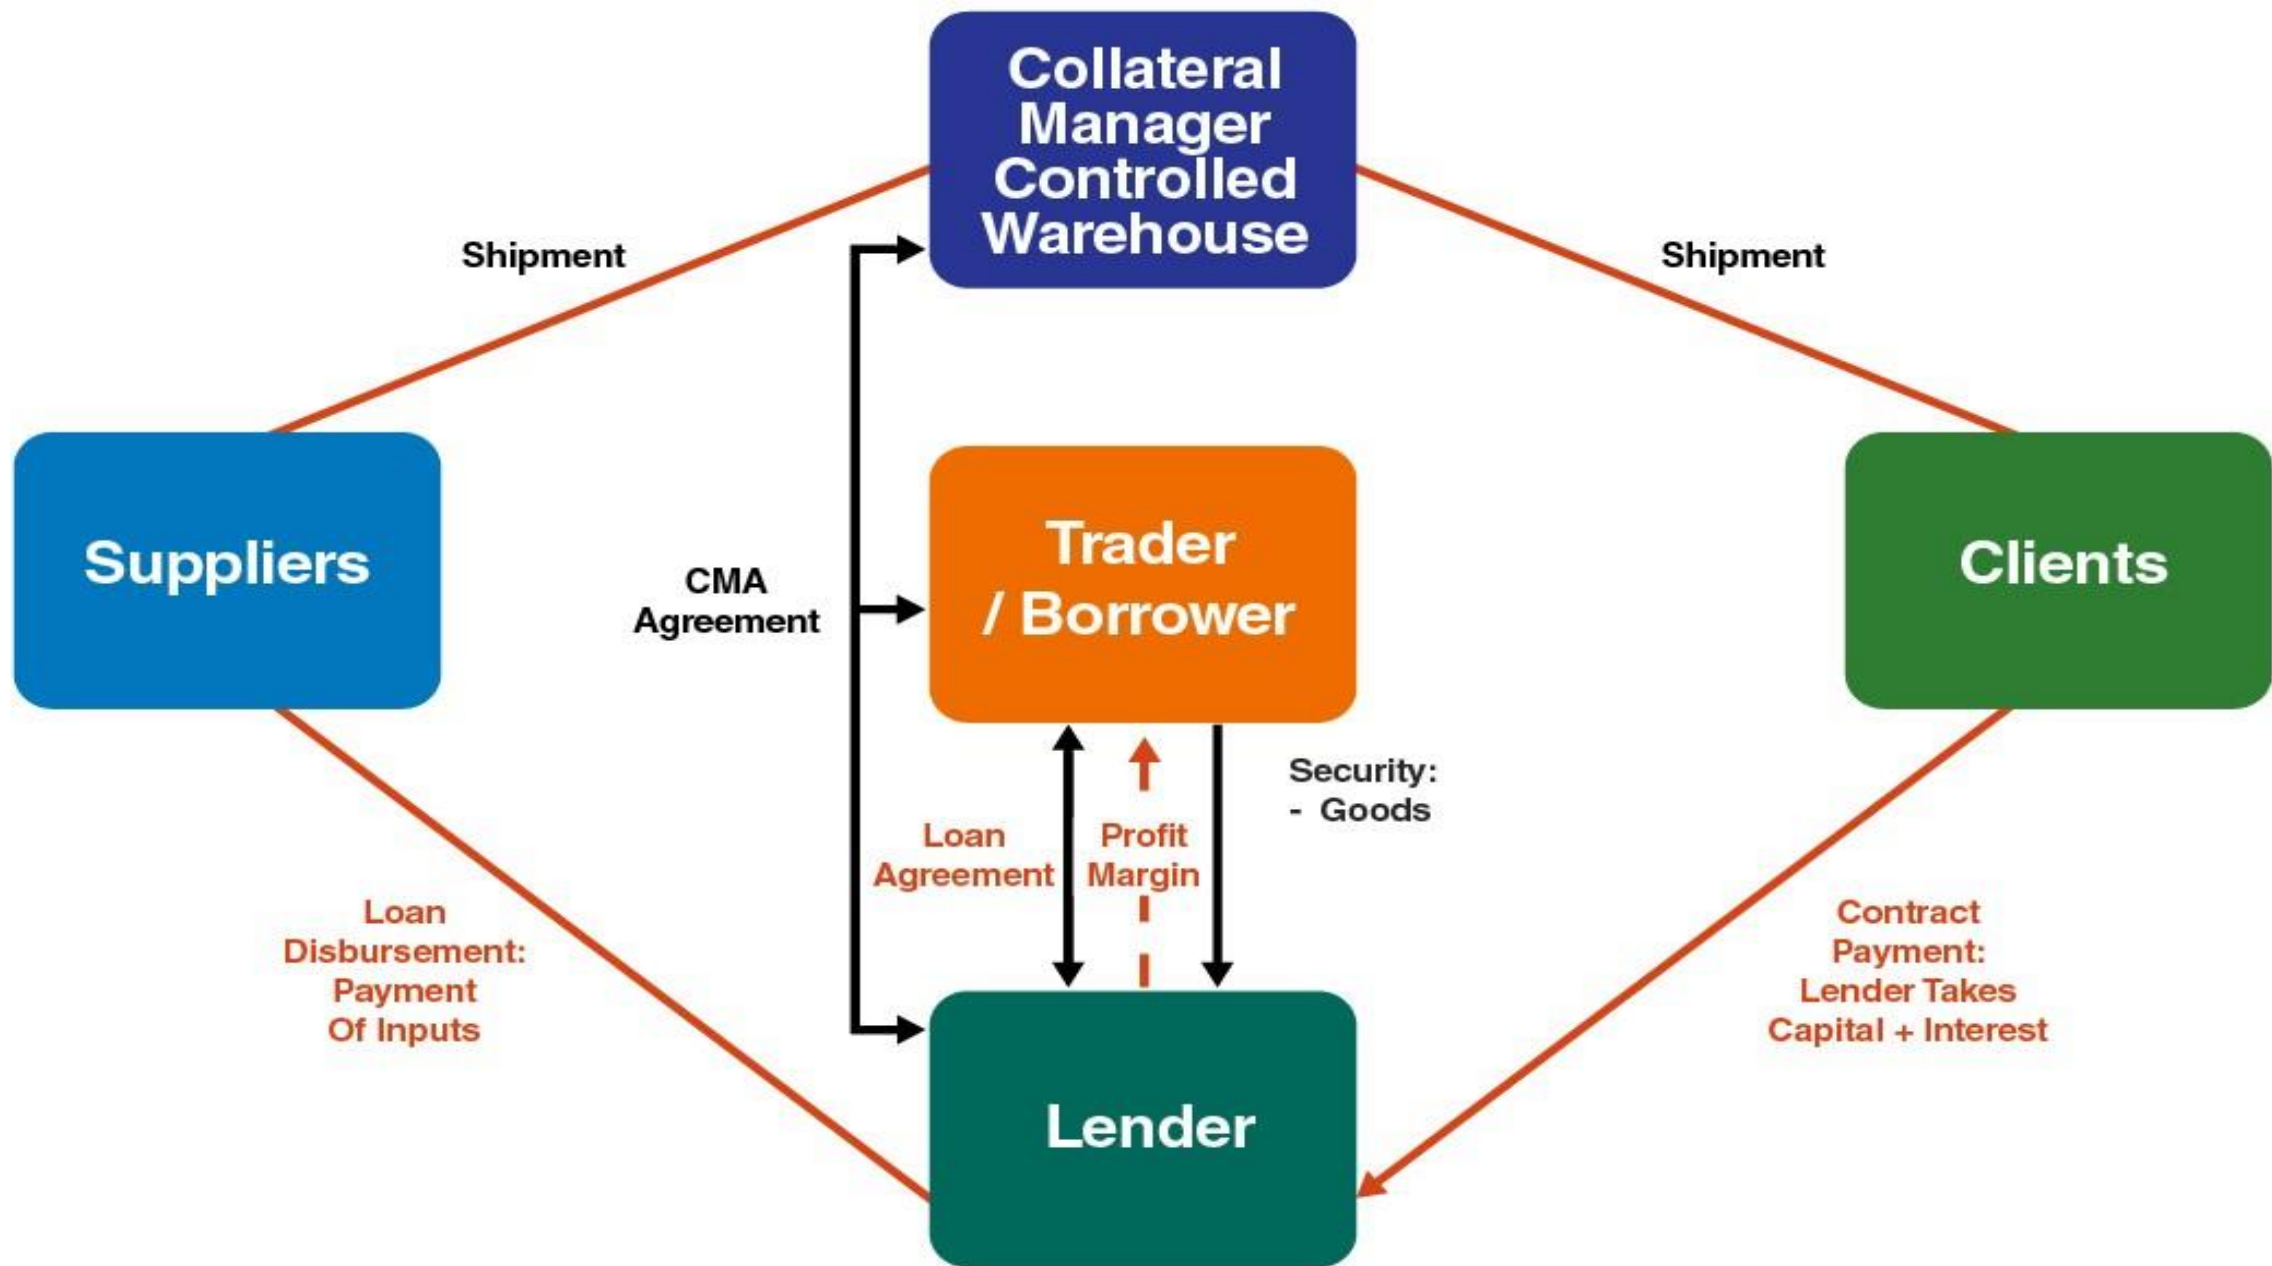 Collateral
Manager
Controlled
Warehouse
Shipment
Shipment
Suppliers
CMA
Agreement
Trader
/ Borrower
Clients
Security:
- Goods
Loan
Agreement
Profit
Margin
Loan
Disbursement:
Payment
Of Inputs
Contract
Payment:
Lender Takes
Capital + Interest
Lender